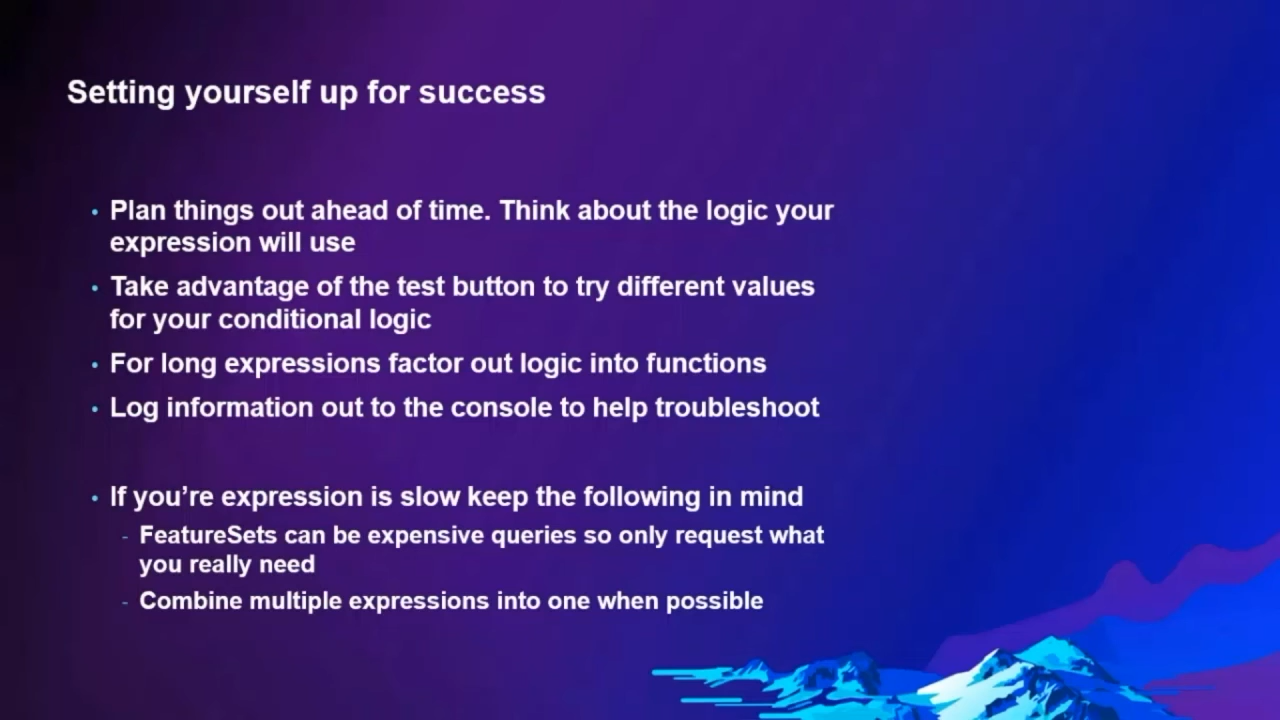 Setting yourself up for success
• Plan things out ahead of time. Think about the logic your
expression will use
• Take advantage of the test button to try different values
for your conditional logic
• For long expressions factor out logic into functions
• Log information out to the console to help troubleshoot
• If you’re expression is slow keep the following in mind
- FeatureSets can be expensive queries so only request what
you really need
- Combine multiple expressions into one when possible